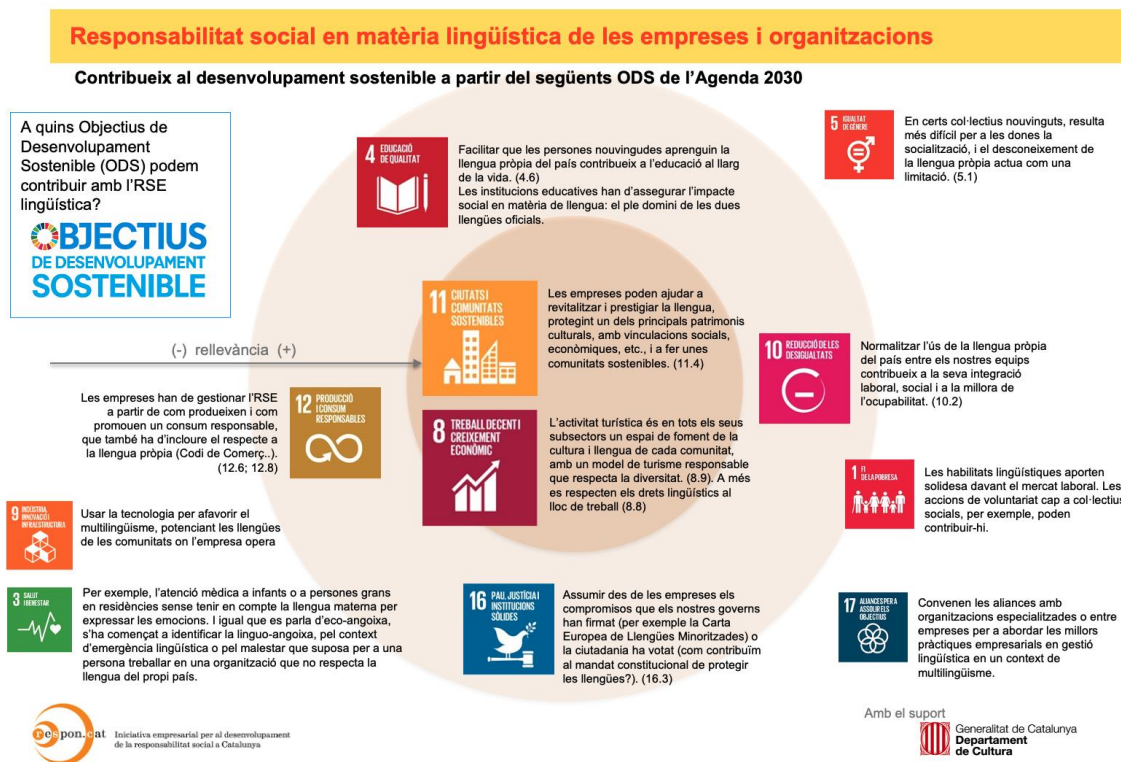 Responsabilitat social en matèria lingüística de les empreses i organitzacions
Contribueix al desenvolupament sostenible a partir del següents ODS de l'Agenda 2030
A quins Objectius de
Desenvolupament
Sostenible (ODS) podem
contribuir amb l'RSE
lingüística?
OBJECTIUS
DE DESENVOLUPAMENT
SOSTENIBLE
4 EDUCACIÓ
DE QUALITAT
Facilitar que les persones nouvingudes aprenguin la
llengua pròpia del país contribueix a l'educació al llarg
de la vida. (4.6)
Les institucions educatives han d'assegurar l'impacte
social en matèria de llengua: el ple domini de les dues
llengües oficials.
5 IGUALTAT
DE GÈNERE
En certs col·lectius nouvinguts, resulta
més difícil per a les dones la
socialització, i el desconeixement de
la llengua pròpia actua com una
limitació. (5.1)
11 CIUTATS I
COMUNITATS
SOSTENIBLES
Les empreses poden ajudar a
revitalitzar i prestigiar la llengua,
protegint un dels principals patrimonis
culturals, amb vinculacions socials,
econòmiques, etc., i a fer unes
comunitats sostenibles. (11.4)
(-) rellevància (+)
10 REDUCCIÓ DE LES
DESIGUALTATS
Normalitzar l'ús de la llengua pròpia
del país entre els nostres equips
contribueix a la seva integració
laboral, social i a la millora de
l'ocupabilitat. (10.2)
Les empreses han de gestionar l'RSE
a partir de com produeixen i com
promouen un consum responsable,
que també ha d'incloure el respecte a
la llengua pròpia (Codi de Comerç..).
(12.6; 12.8)
12 PRODUCCIÓ
I CONSUM
RESPONSABLES
8 TREBALL DECENT I
CREIXEMENT
ECONÒMIC
L'activitat turística és en tots els seus
subsectors un espai de foment de la
cultura i llengua de cada comunitat,
amb un model de turisme responsable
que respecta la diversitat. (8.9). A més
es respecten els drets lingüístics al
lloc de treball (8.8)
1 FI
DE LA POBRESA
Les habilitats lingüístiques aporten
solidesa davant el mercat laboral. Les
accions de voluntariat cap a col·lectius
socials, per exemple, poden
contribuir-hi.
9 INDÚSTRIA,
INNOVACIÓ I
INFRAESTRUCTURA
Usar la tecnologia per afavorir el
multilingüisme, potenciant les llengües
de les comunitats on l'empresa opera
3 SALUT
I BENESTAR
Per exemple, l'atenció mèdica a infants o a persones grans
en residències sense tenir en compte la llengua materna per
expressar les emocions. I igual que es parla d'eco-angoixa,
s'ha començat a identificar la linguo-angoixa, pel context
d'emergència lingüística o pel malestar que suposa per a una
persona treballar en una organització que no respecta la
llengua del propi país.
16 PAU, JUSTÍCIA I
INSTITUCIONS
SÒLIDES
Assumir des de les empreses els
compromisos que els nostres governs
han firmat (per exemple la Carta
Europea de Llengües Minoritzades) o
la ciutadania ha votat (com contribuïm
al mandat constitucional de protegir
les llengües?). (16.3)
17 ALIANCES PER A
ASSOLIR ELS
OBJECTIUS
Convenen les aliances amb
organitzacions especialitzades o entre
empreses per a abordar les millors
pràctiques empresarials en gestió
lingüística en un context de
multilingüisme.
respon.cat
Iniciativa empresarial per al desenvolupament
de la responsabilitat social a Catalunya
Amb el suport
Generalitat de Catalunya
Departament
de Cultura